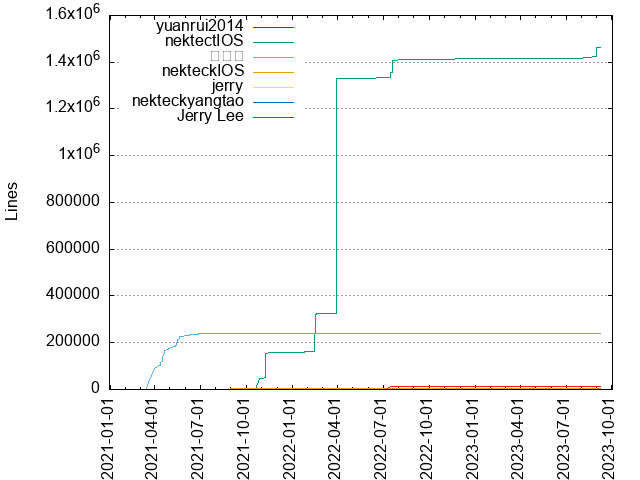 1.6x10^6
1.4x10^6
1.2x10^6
1x10^6
800000
600000
400000
200000
0
Lines
yuanrui2014
nektectIOS
nekteckIOS
jerry
nekteckyangtao
Jerry Lee
2021-01-01
2021-04-01
2021-07-01
2021-10-01
2022-01-01
2022-04-01
2022-07-01
2022-10-01
2023-01-01
2023-04-01
2023-07-01
2023-10-01